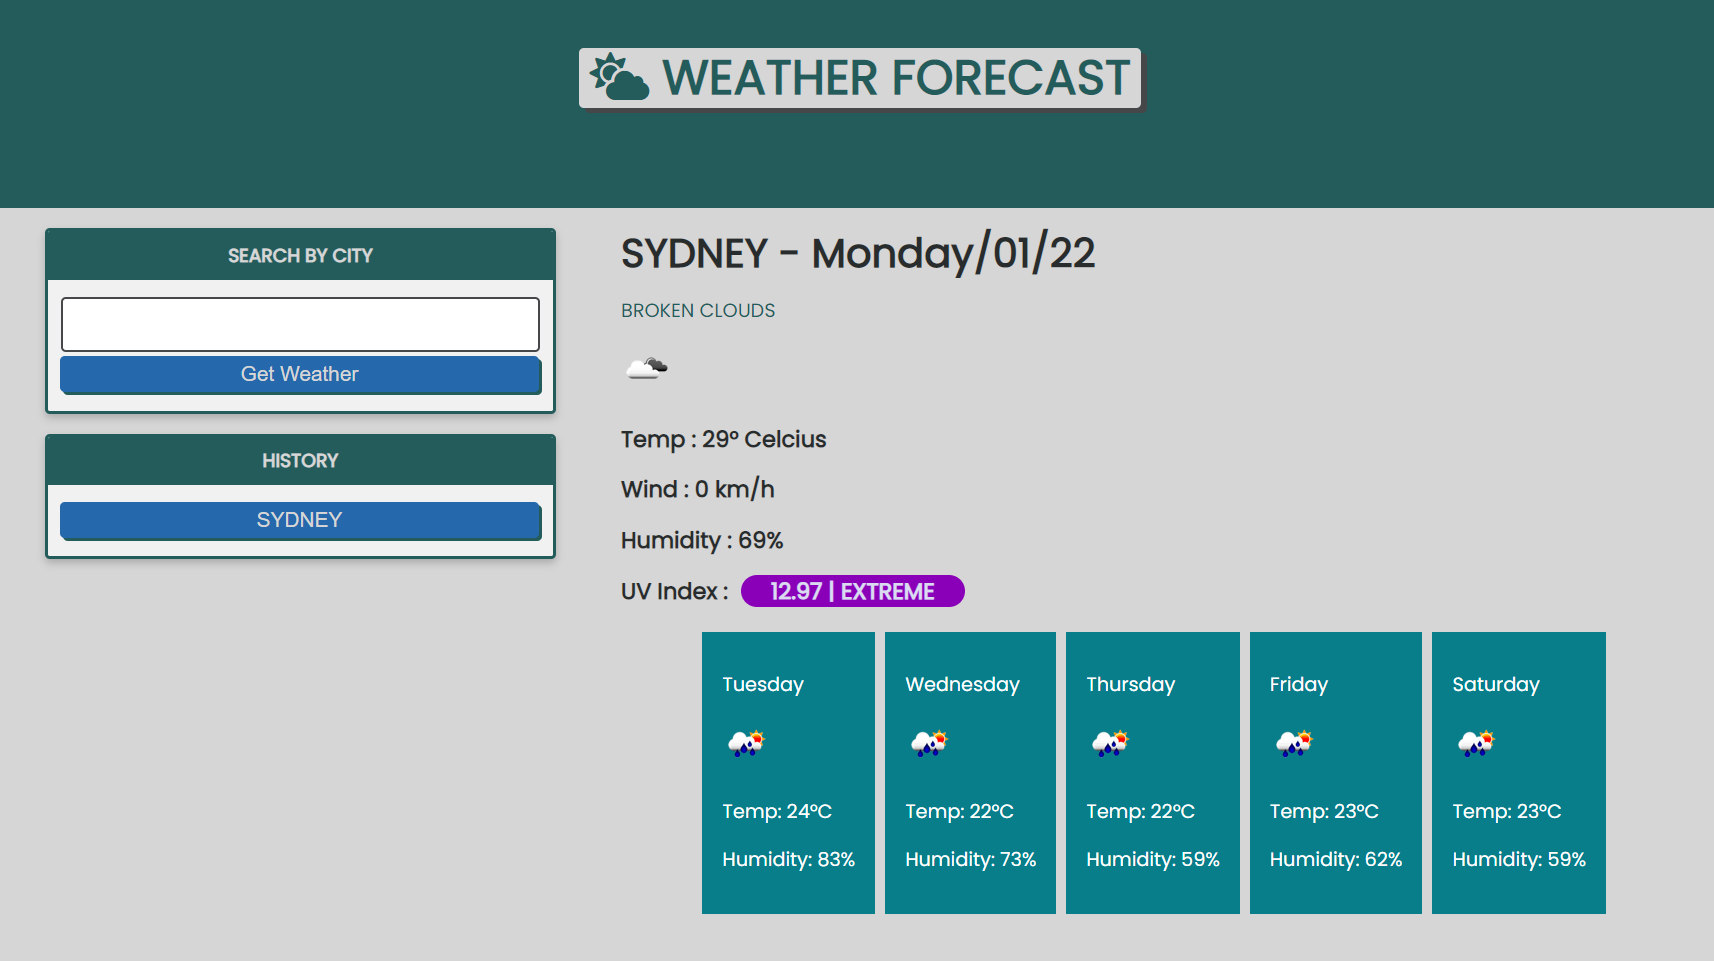 WEATHER FORECAST
SEARCH BY CITY
Get Weather
HISTORY
SYDNEY
SYDNEY - Monday/01/22
BROKEN CLOUDS
Temp : 29° Celcius
Wind : 0 km/h
Humidity : 69%
UV Index : 12.97 | EXTREME
Tuesday
Temp: 24°C
Humidity: 83%
Wednesday
Temp: 22°C
Humidity: 73%
Thursday
Temp: 22°C
Humidity: 59%
Friday
Temp: 23°C
Humidity: 62%
Saturday
Temp: 23°C
Humidity: 59%